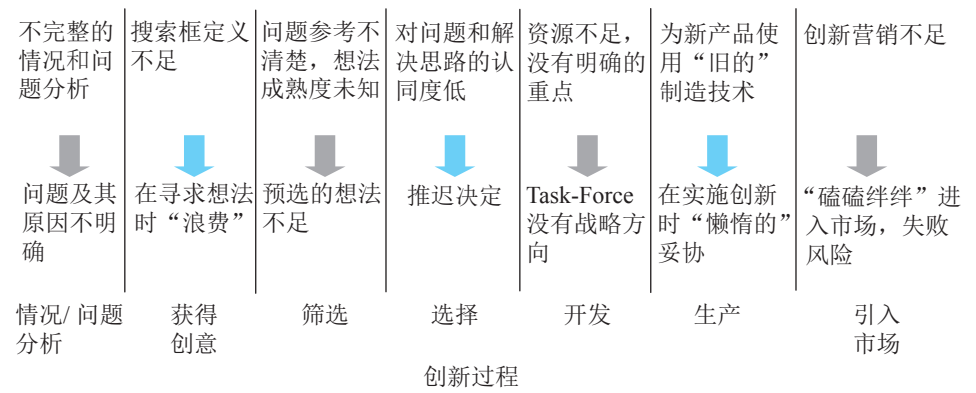 不完整的
情况和问
题分析
搜索框定义
不足
问题参考不
清楚，想法
成熟度未知
对问题和解
决思路的认
同度低
资源不足，
没有明确的
重点
为新产品使
用“旧的”
制造技术
创新营销不足
问题及其
原因不明
确
在寻求想法
时“浪费”
预选的想法
不足
推迟决定
Task-Force
没有战略方
向
在实施创新
时“懒惰的”
妥协
“磕磕绊绊”进
入市场，失败
风险
情况/ 问题
分析
获得
创意
筛选
选择
开发
生产
引入
市场
创新过程